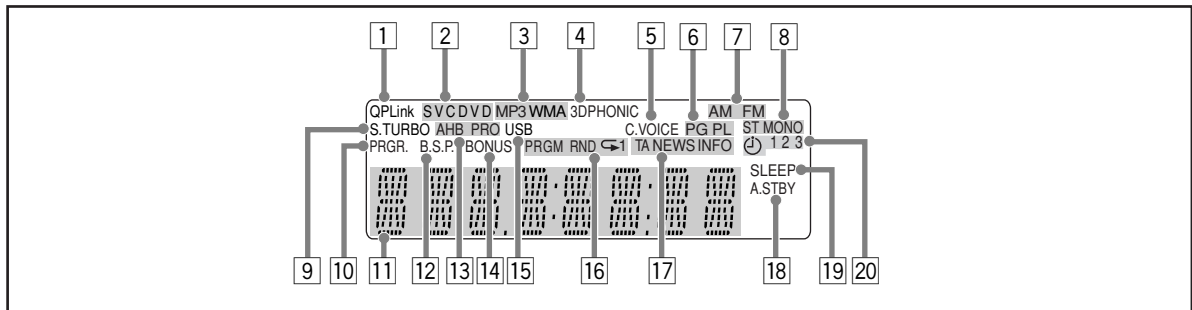 1 2 3 4 5 6 7 8
QPLink SVCDVD MP3 WMA 3DPHONIC AM FM
S.TURBO AHB PRO USB C.VOICE PG PL ST MONO
PRGR. B.S.P. BONUS PRGM RND 1 TA NEWS INFO 1 2 3
SLEEP
A.STBY
9 10 11 12 13 14 15 16 17 18 19 20